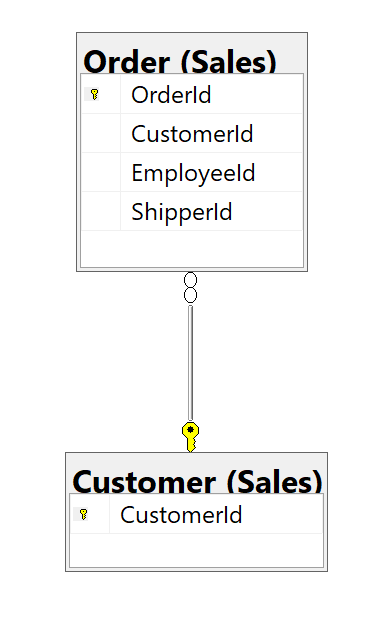 Order (Sales)
OrderId
CustomerId
EmployeeId
ShipperId
Customer (Sales)
CustomerId